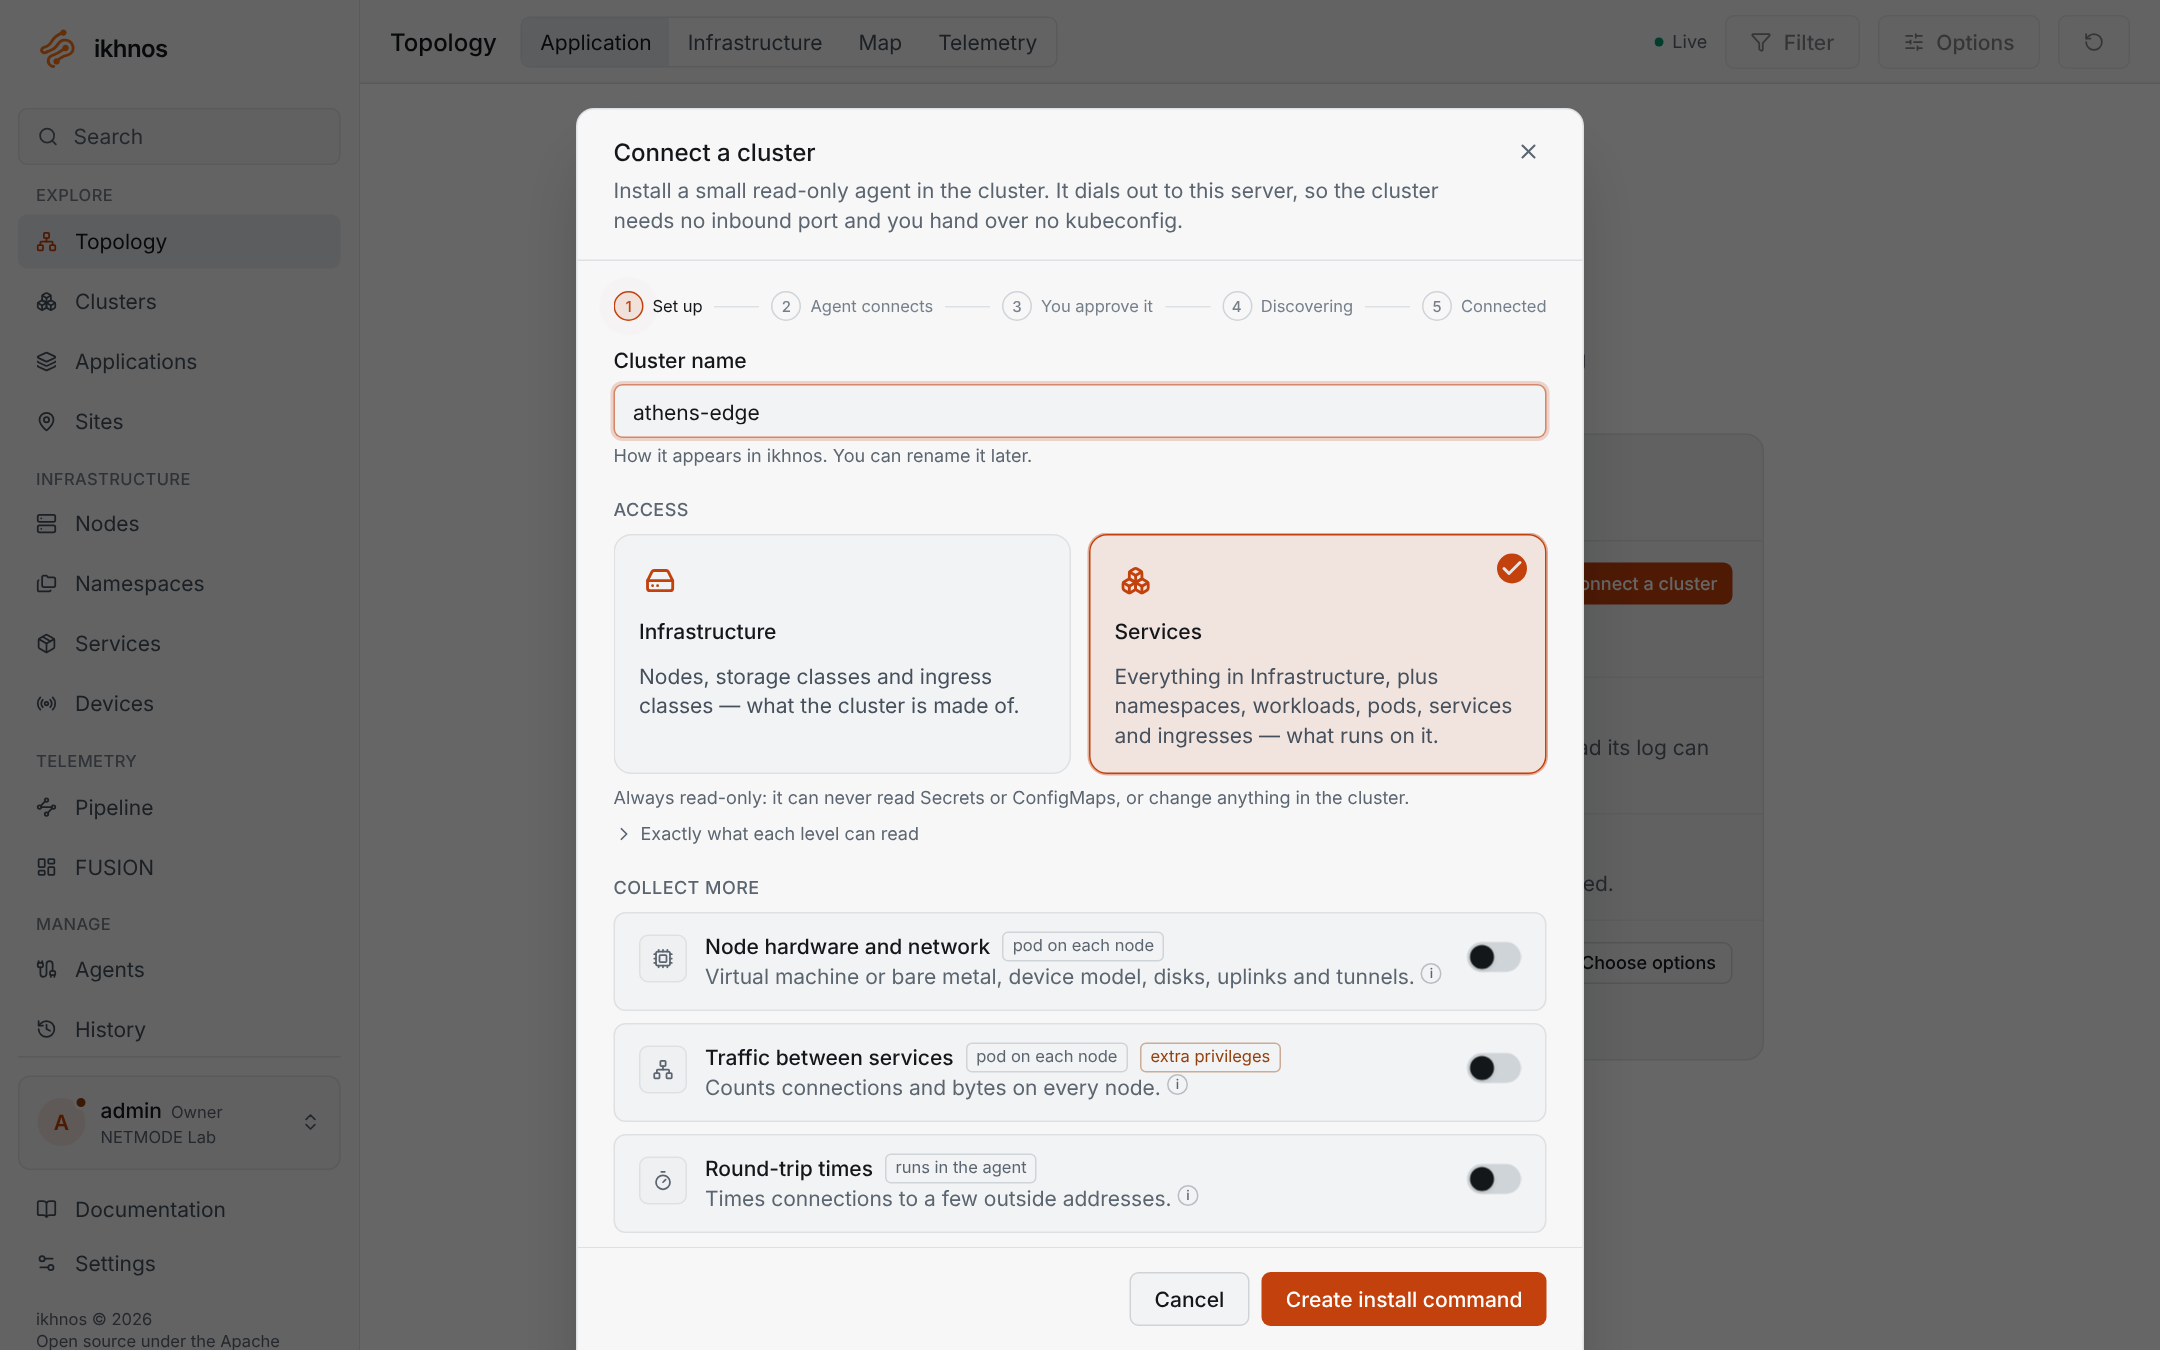 ikhnos
Search
EXPLORE
Topology
Clusters
Applications
Sites
INFRASTRUCTURE
Nodes
Namespaces
Services
Devices
TELEMETRY
Pipeline
FUSION
MANAGE
Agents
History
A
admin Owner
NETMODE Lab
Documentation
Settings
ikhnos © 2026
Open source under the Apache
Topology
Application
Infrastructure
Map
Telemetry
Live
Filter
Options
Connect a cluster
Install a small read-only agent in the cluster. It dials out to this server, so the cluster
needs no inbound port and you hand over no kubeconfig.
1 Set up
2 Agent connects
3 You approve it
4 Discovering
5 Connected
Cluster name
athens-edge
How it appears in ikhnos. You can rename it later.
ACCESS
Infrastructure
Nodes, storage classes and ingress
classes — what the cluster is made of.
Services
Everything in Infrastructure, plus
namespaces, workloads, pods, services
and ingresses — what runs on it.
Always read-only: it can never read Secrets or ConfigMaps, or change anything in the cluster.
Exactly what each level can read
COLLECT MORE
Node hardware and network pod on each node
Virtual machine or bare metal, device model, disks, uplinks and tunnels.
Traffic between services pod on each node extra privileges
Counts connections and bytes on every node.
Round-trip times runs in the agent
Times connections to a few outside addresses.
Cancel
Create install command
a cluster
its log can
Choose options